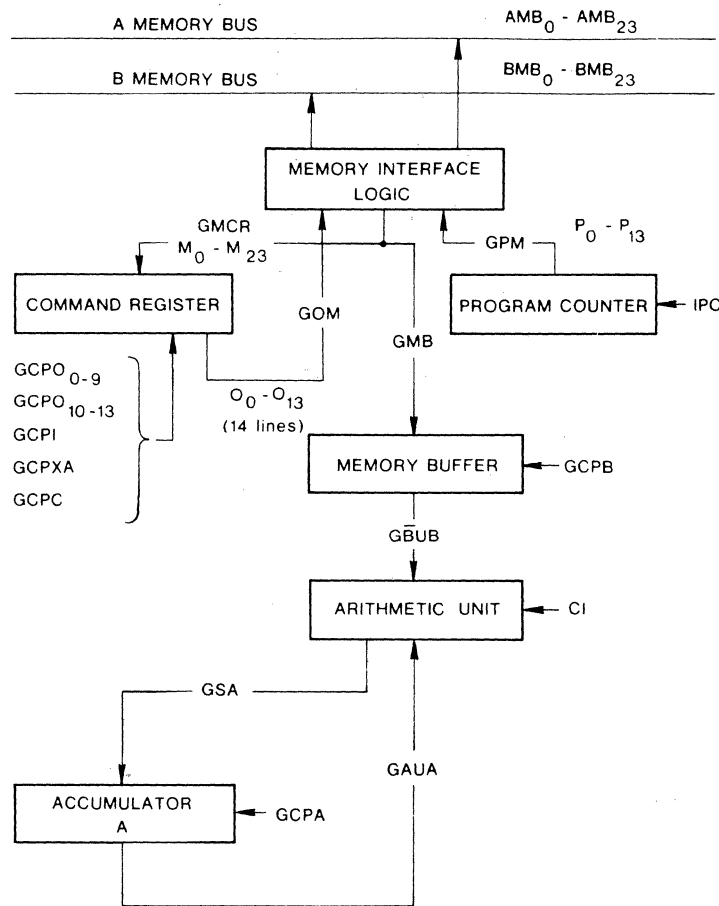 A MEMORY BUS
AMB₀ - AMB₂₃
B MEMORY BUS
BMB₀ - BMB₂₃
MEMORY INTERFACE
LOGIC
GMCR
M₀ - M₂₃
P₀ - P₁₃
GPM
COMMAND REGISTER
GOM
PROGRAM COUNTER
IPC
GMB
GCPO₀₋₉
GCPO₁₀₋₁₃
GCPI
GCPXA
GCPC
O₀ - O₁₃
(14 lines)
MEMORY BUFFER
GCPB
GB̄UB
ARITHMETIC UNIT
CI
GSA
GAUA
ACCUMULATOR
A
GCPA